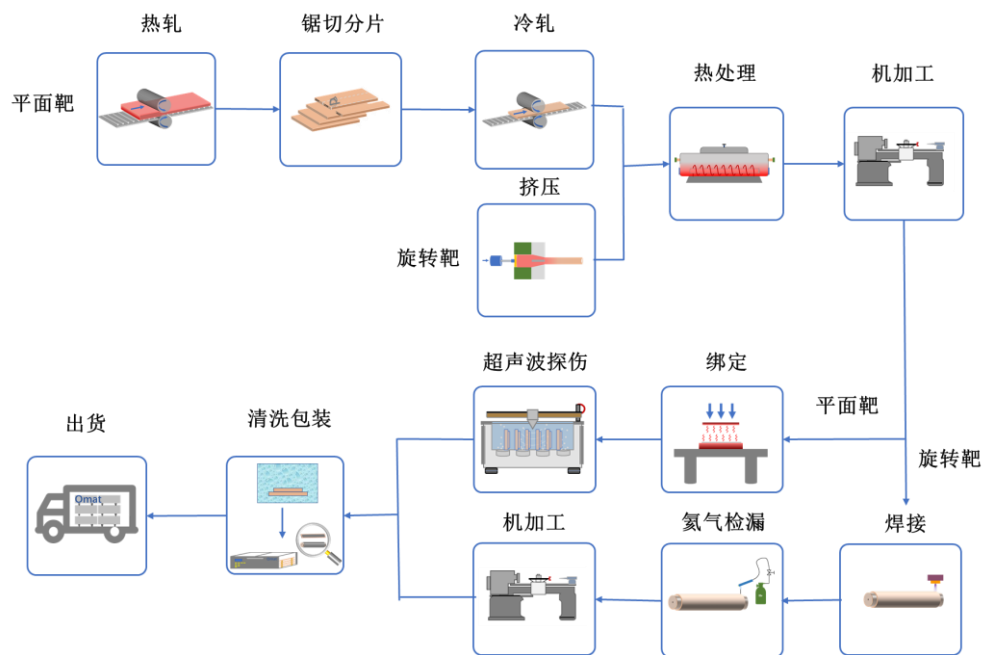 热轧
锯切分片
冷轧
热处理
机加工
平面靶
挤压
旋转靶
超声波探伤
绑定
平面靶
出货
清洗包装
旋转靶
Omat
机加工
氦气检漏
焊接